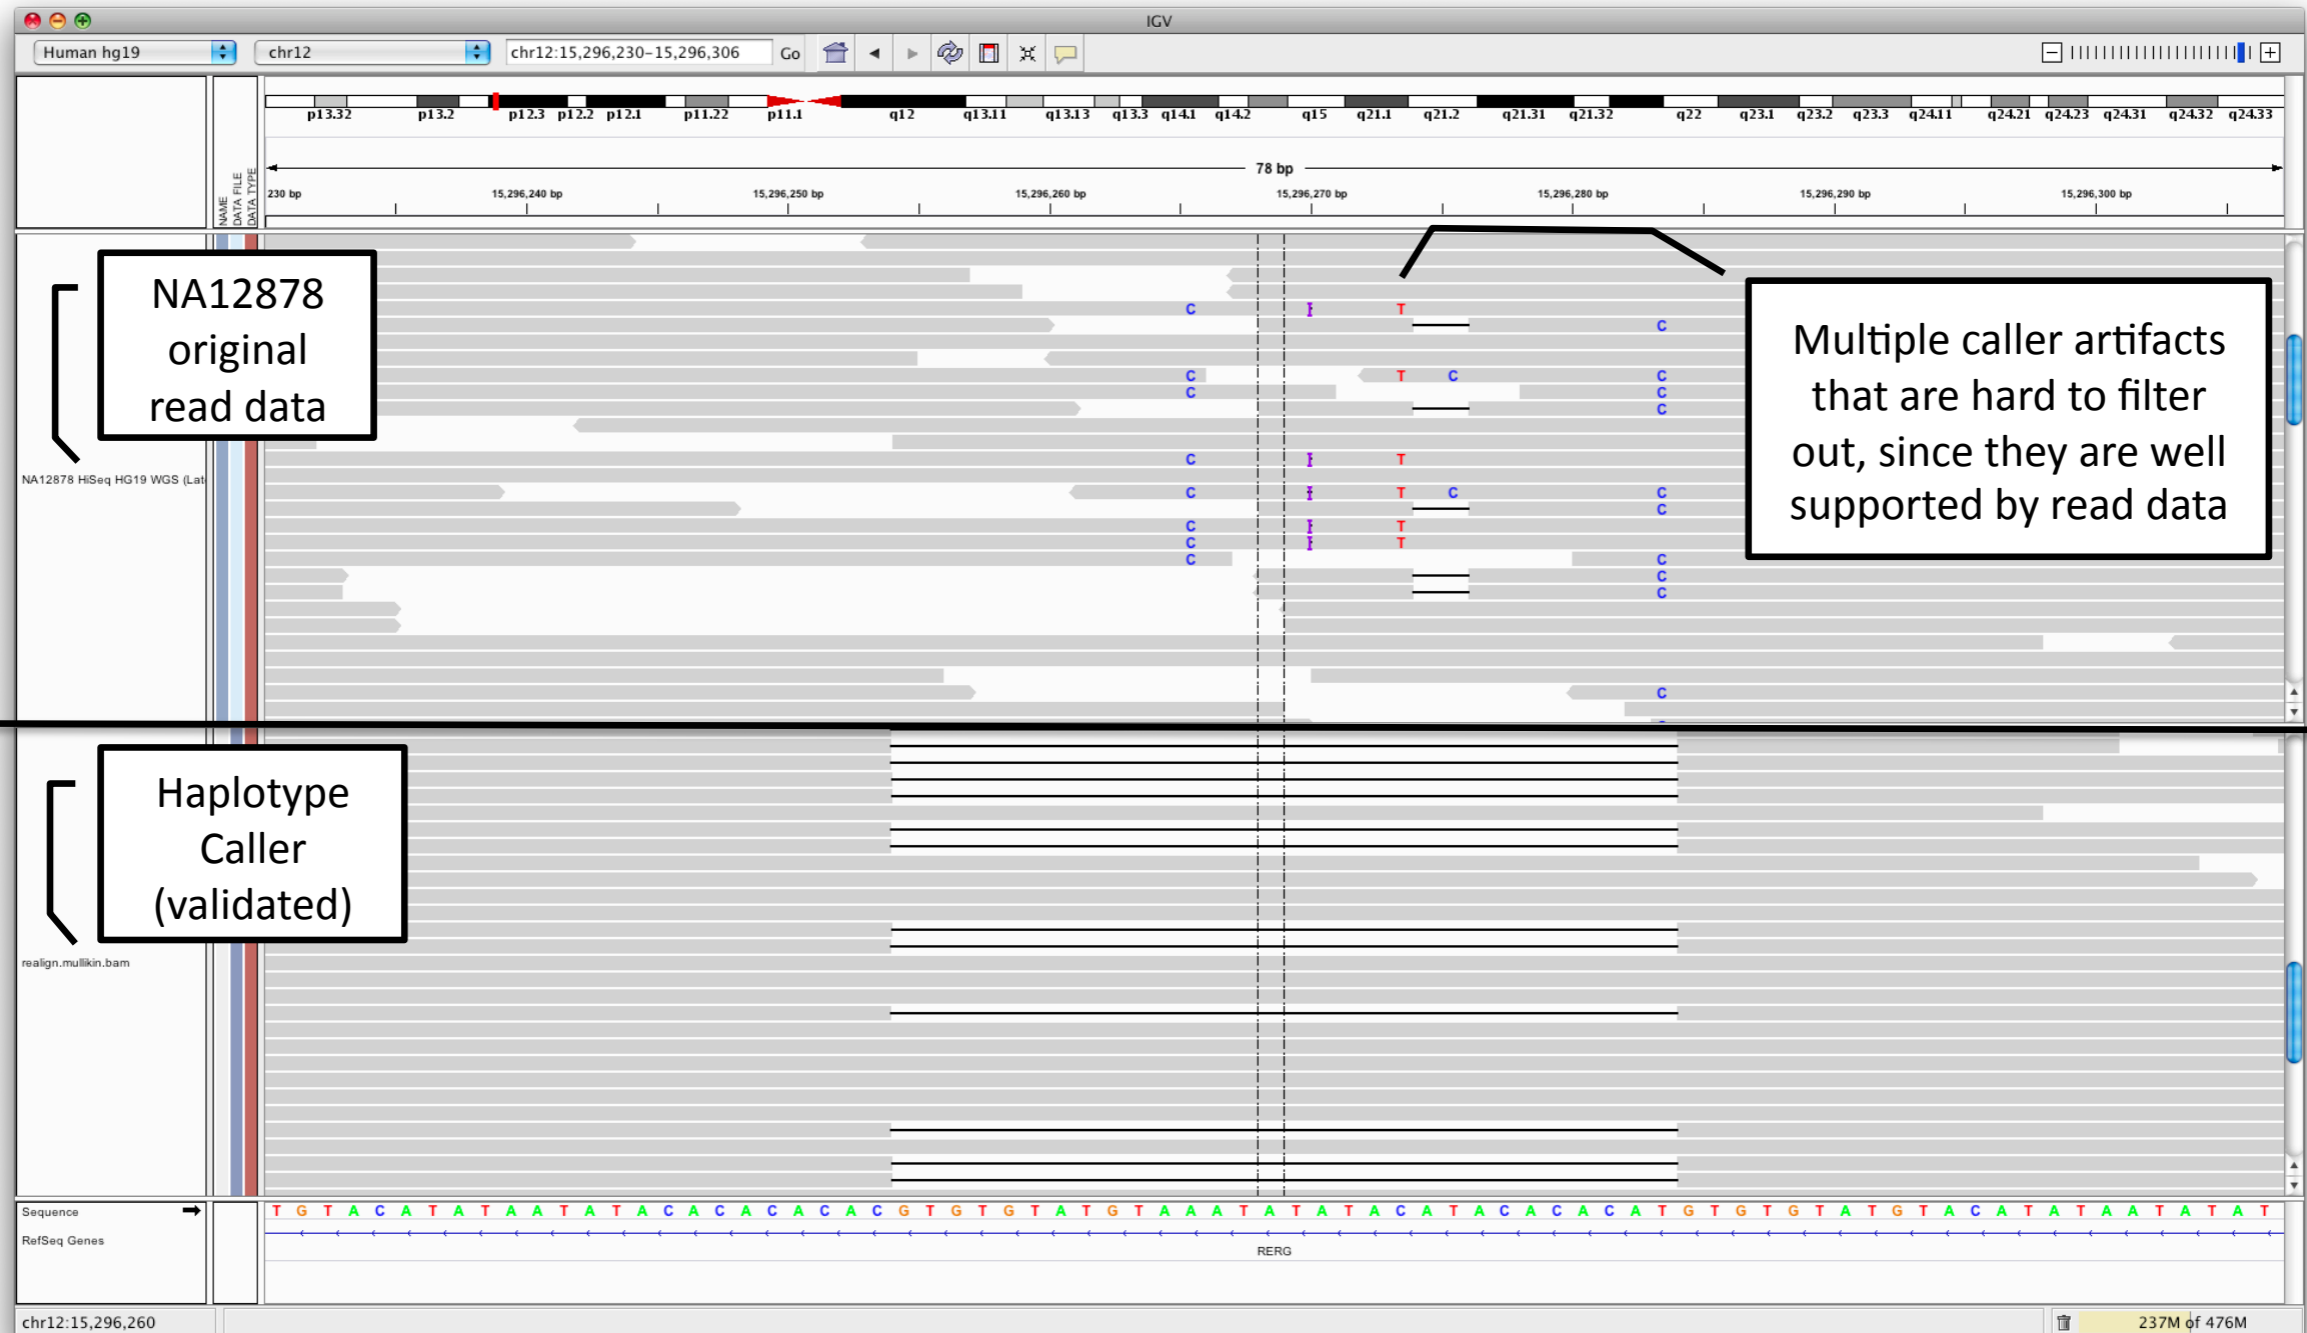 IGV
Human hg19 chr12 chr12:15,296,230-15,296,306 Go
p13.32 p13.2 p12.3 p12.2 p12.1 p11.22 p11.1 q12 q13.11 q13.13 q13.3 q14.1 q14.2 q15 q21.1 q21.2 q21.31 q21.32 q22 q23.1 q23.2 q23.3 q24.11 q24.21 q24.23 q24.31 q24.32 q24.33
78 bp
NAME
DATA FILE
DATA TYPE
230 bp 15,296,240 bp 15,296,250 bp 15,296,260 bp 15,296,270 bp 15,296,280 bp 15,296,290 bp 15,296,300 bp
NA12878
original
read data
Multiple caller artifacts
that are hard to filter
out, since they are well
supported by read data
C T
C
C T C C
C C
C
C T
C T C C
C
C T
C T
C C
C
C
C
NA12878 HiSeq HG19 WGS (Lat
Haplotype
Caller
(validated)
realign.mullikin.bam
Sequence T G T A C A T A T A A T A T A C A C A C A C A C G T G T G T A T G T A A A T A T A T A C A T A C A C A C A T G T G T G T A T G T A C A T A T A A T A T A T
RefSeq Genes
RERG
chr12:15,296,260 237M of 476M